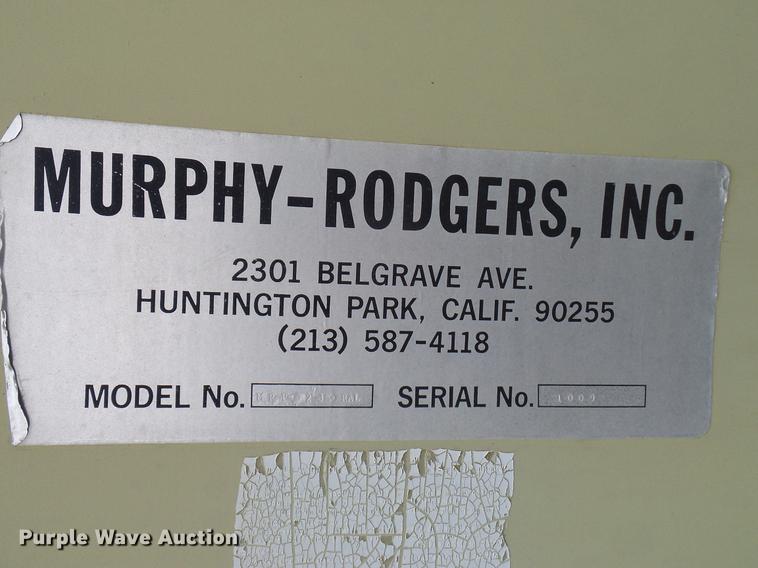 MURPHY-RODGERS, INC.
2301 BELGRAVE AVE.
HUNTINGTON PARK, CALIF. 90255
(213) 587-4118
MODEL No. SERIAL No. 1009
Purple Wave Auction